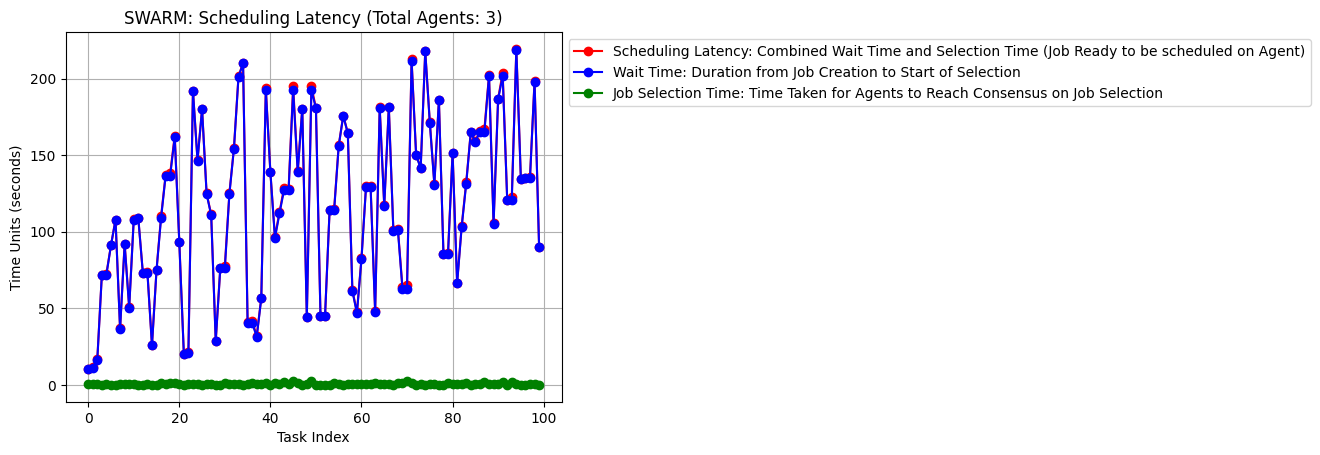 SWARM: Scheduling Latency (Total Agents: 3)
Scheduling Latency: Combined Wait Time and Selection Time (Job Ready to be scheduled on Agent)
Wait Time: Duration from Job Creation to Start of Selection
Job Selection Time: Time Taken for Agents to Reach Consensus on Job Selection
Time Units (seconds)
200
150
100
50
0
0 20 40 60 80 100
Task Index